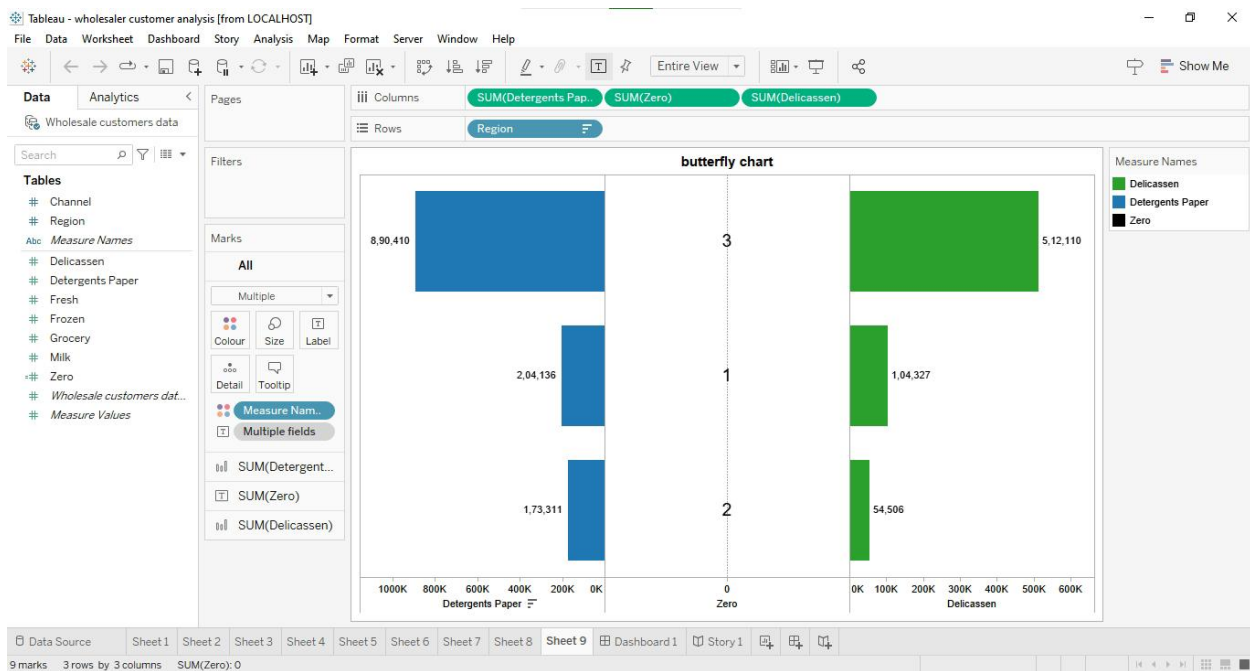 Tableau - wholesaler customer analysis [from LOCALHOST]
File Data Worksheet Dashboard Story Analysis Map Format Server Window Help
Entire View
Show Me
Data Analytics
Wholesale customers data
Search
Tables
# Channel
# Region
Abc Measure Names
# Delicassen
# Detergents Paper
# Fresh
# Frozen
# Grocery
# Milk
=# Zero
# Wholesale customers dat...
# Measure Values
Pages
Filters
Marks
All
Multiple
Colour Size Label
Detail Tooltip
Measure Nam..
Multiple fields
SUM(Detergent...
SUM(Zero)
SUM(Delicassen)
Columns SUM(Detergents Pap.. SUM(Zero) SUM(Delicassen)
Rows Region
butterfly chart
8,90,410 3 5,12,110
2,04,136 1 1,04,327
1,73,311 2 54,506
1000K 800K 600K 400K 200K 0K 0 0K 100K 200K 300K 400K 500K 600K
Detergents Paper Zero Delicassen
Measure Names
Delicassen
Detergents Paper
Zero
Data Source Sheet 1 Sheet 2 Sheet 3 Sheet 4 Sheet 5 Sheet 6 Sheet 7 Sheet 8 Sheet 9 Dashboard 1 Story 1
9 marks 3 rows by 3 columns SUM(Zero): 0